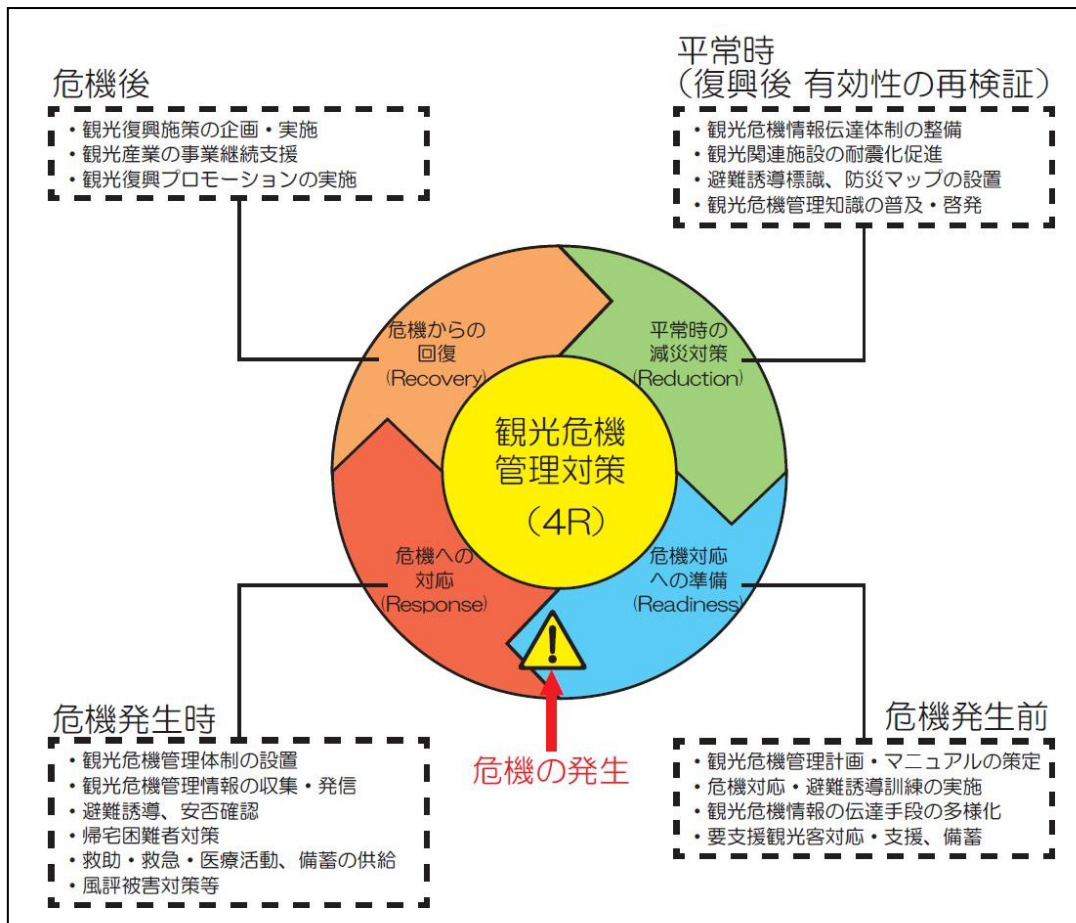 危機後
・観光復興施策の企画・実施
・観光産業の事業継続支援
・観光復興プロモーションの実施
平常時
（復興後 有効性の再検証）
・観光危機情報伝達体制の整備
・観光関連施設の耐震化促進
・避難誘導標識、防災マップの設置
・観光危機管理知識の普及・啓発
危機からの
回復
(Recovery)
平常時の
減災対策
(Reduction)
観光危機
管理対策
（4R）
危機への
対応
(Response)
危機対応
への準備
(Readiness)
危機の発生
危機発生時
・観光危機管理体制の設置
・観光危機管理情報の収集・発信
・避難誘導、安否確認
・帰宅困難者対策
・救助・救急・医療活動、備蓄の供給
・風評被害対策等
危機発生前
・観光危機管理計画・マニュアルの策定
・危機対応・避難誘導訓練の実施
・観光危機情報の伝達手段の多様化
・要支援観光客対応・支援、備蓄